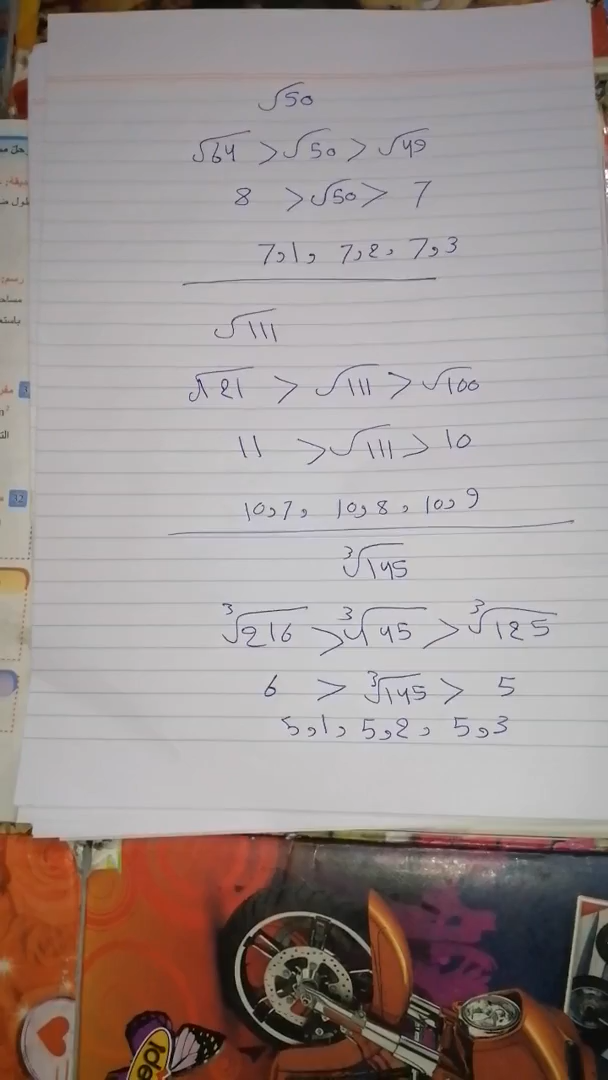 √50
√64 > √50 > √49
8 > √50 > 7
7,1, 7,2, 7,3
√111
√121 > √111 > √100
11 > √111 > 10
10,7, 10,8, 10,9
∛145
∛216 > ∛145 > ∛125
6 > ∛145 > 5
5,1, 5,2, 5,3